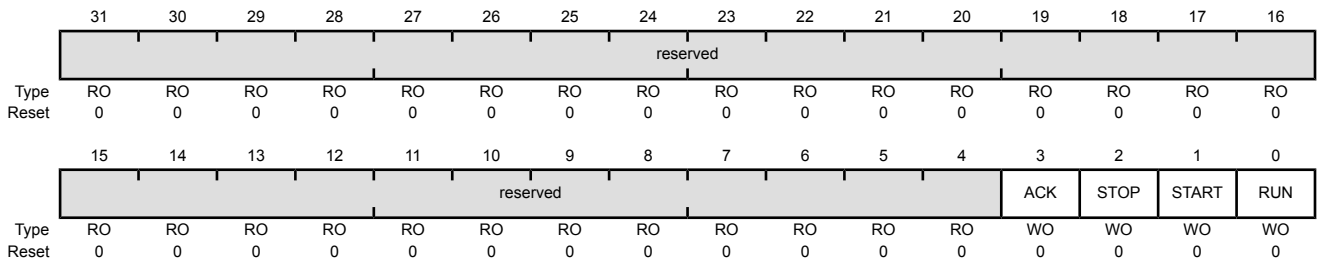 31 30 29 28 27 26 25 24 23 22 21 20 19 18 17 16
reserved
Type RO RO RO RO RO RO RO RO RO RO RO RO RO RO RO RO
Reset 0 0 0 0 0 0 0 0 0 0 0 0 0 0 0 0
15 14 13 12 11 10 9 8 7 6 5 4 3 2 1 0
reserved ACK STOP START RUN
Type RO RO RO RO RO RO RO RO RO RO RO RO WO WO WO WO
Reset 0 0 0 0 0 0 0 0 0 0 0 0 0 0 0 0